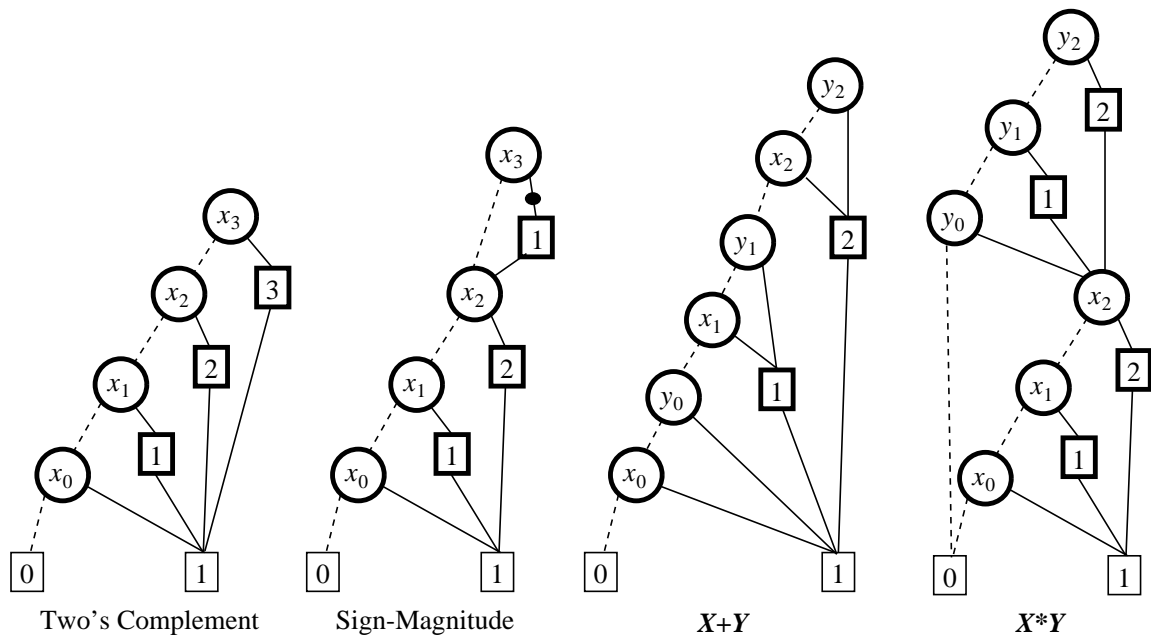 x3
x2
x1
x0
3
2
1
0
1
Two's Complement
x3
1
x2
x1
x0
2
1
0
1
Sign-Magnitude
y2
x2
y1
x1
y0
x0
2
1
0
1
X+Y
y2
y1
y0
2
1
x2
x1
x0
2
1
0
1
X*Y